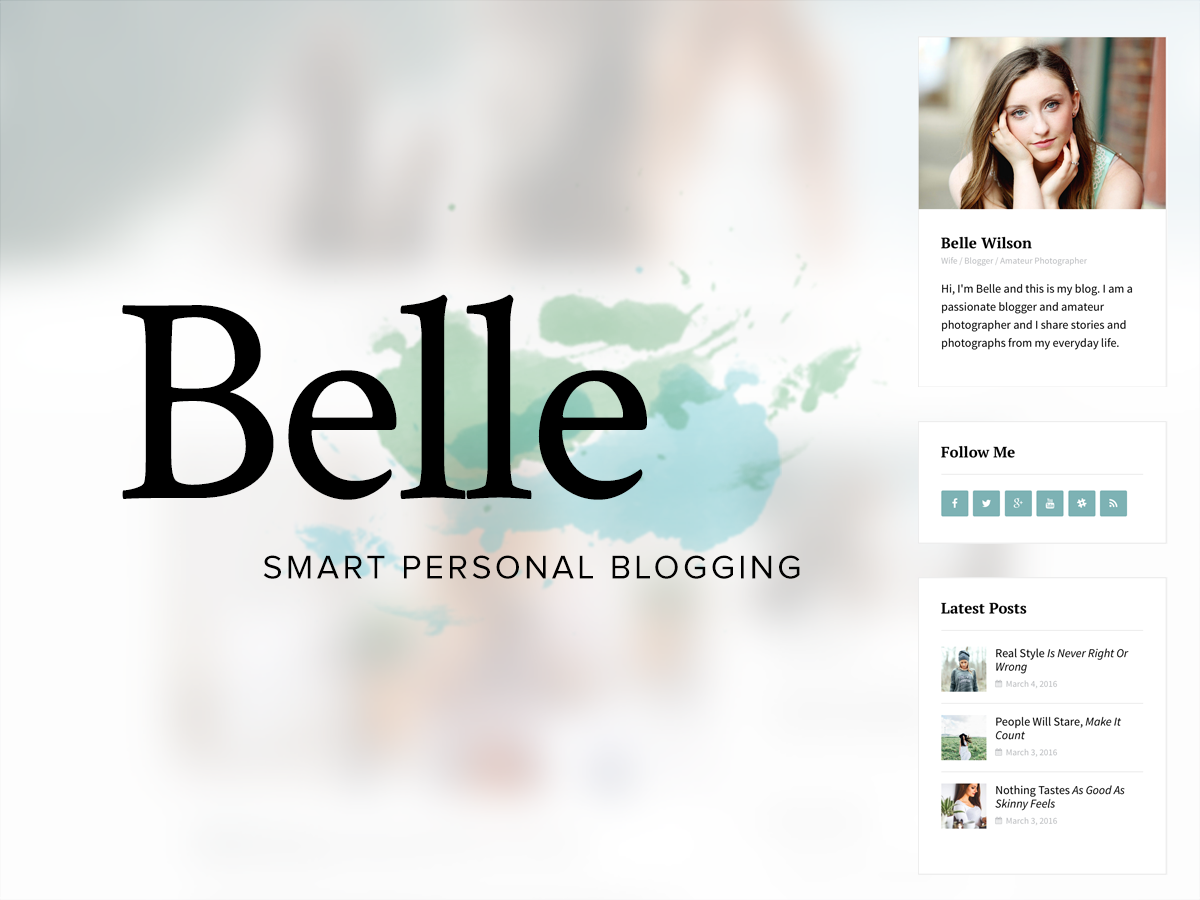 Belle
SMART PERSONAL BLOGGING
Belle Wilson
Wife / Blogger / Amateur Photographer
Hi, I'm Belle and this is my blog. I am a
passionate blogger and amateur
photographer and I share stories and
photographs from my everyday life.
Follow Me
Latest Posts
Real Style Is Never Right Or
Wrong
March 4, 2016
People Will Stare, Make It
Count
March 3, 2016
Nothing Tastes As Good As
Skinny Feels
March 3, 2016